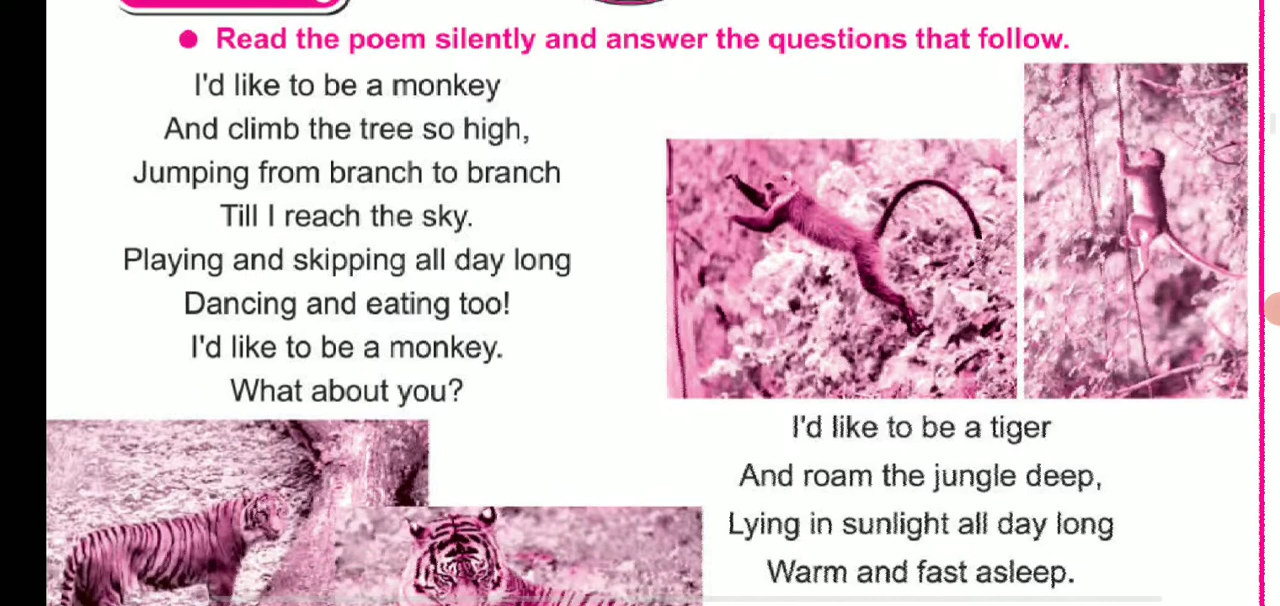 Read the poem silently and answer the questions that follow.
I'd like to be a monkey
And climb the tree so high,
Jumping from branch to branch
Till I reach the sky.
Playing and skipping all day long
Dancing and eating too!
I'd like to be a monkey.
What about you?
I'd like to be a tiger
And roam the jungle deep,
Lying in sunlight all day long
Warm and fast asleep.